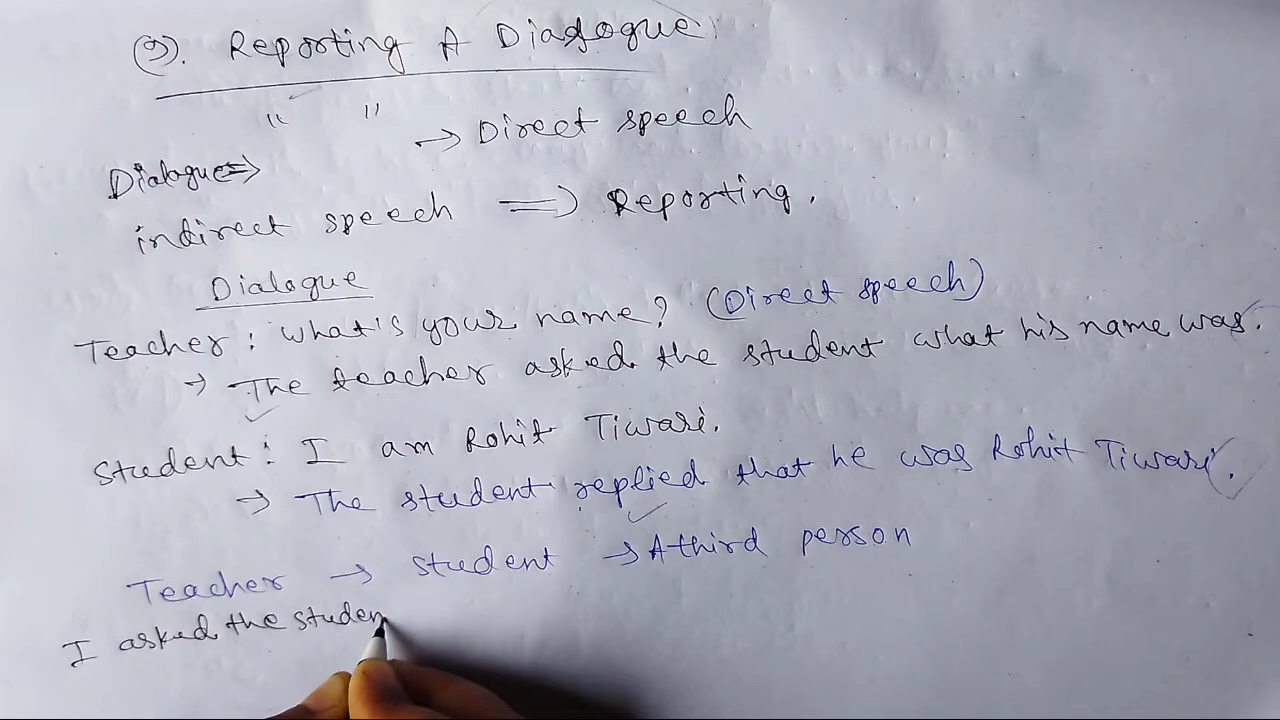 (9). Reporting A Dialogue:
" "
→ Direct speech
Dialogue⇒
indirect speech ⇒ Reporting.
Dialogue
Teacher: What's your name? (Direct speech)
→ The teacher asked the student what his name was.
Student: I am Rohit Tiwari.
→ The student replied that he was Rohit Tiwari.
Teacher → student → A third person
I asked the studen